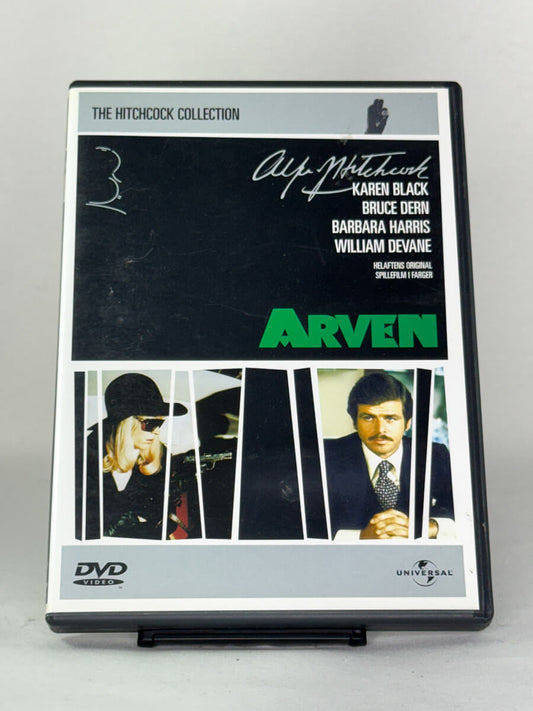 THE HITCHCOCK COLLECTION
Alfred Hitchcock
KAREN BLACK
BRUCE DERN
BARBARA HARRIS
WILLIAM DEVANE
HELAFTENS ORIGINAL
SPILLEFILM I FARGER
ARVEN
DVD
VIDEO
UNIVERSAL